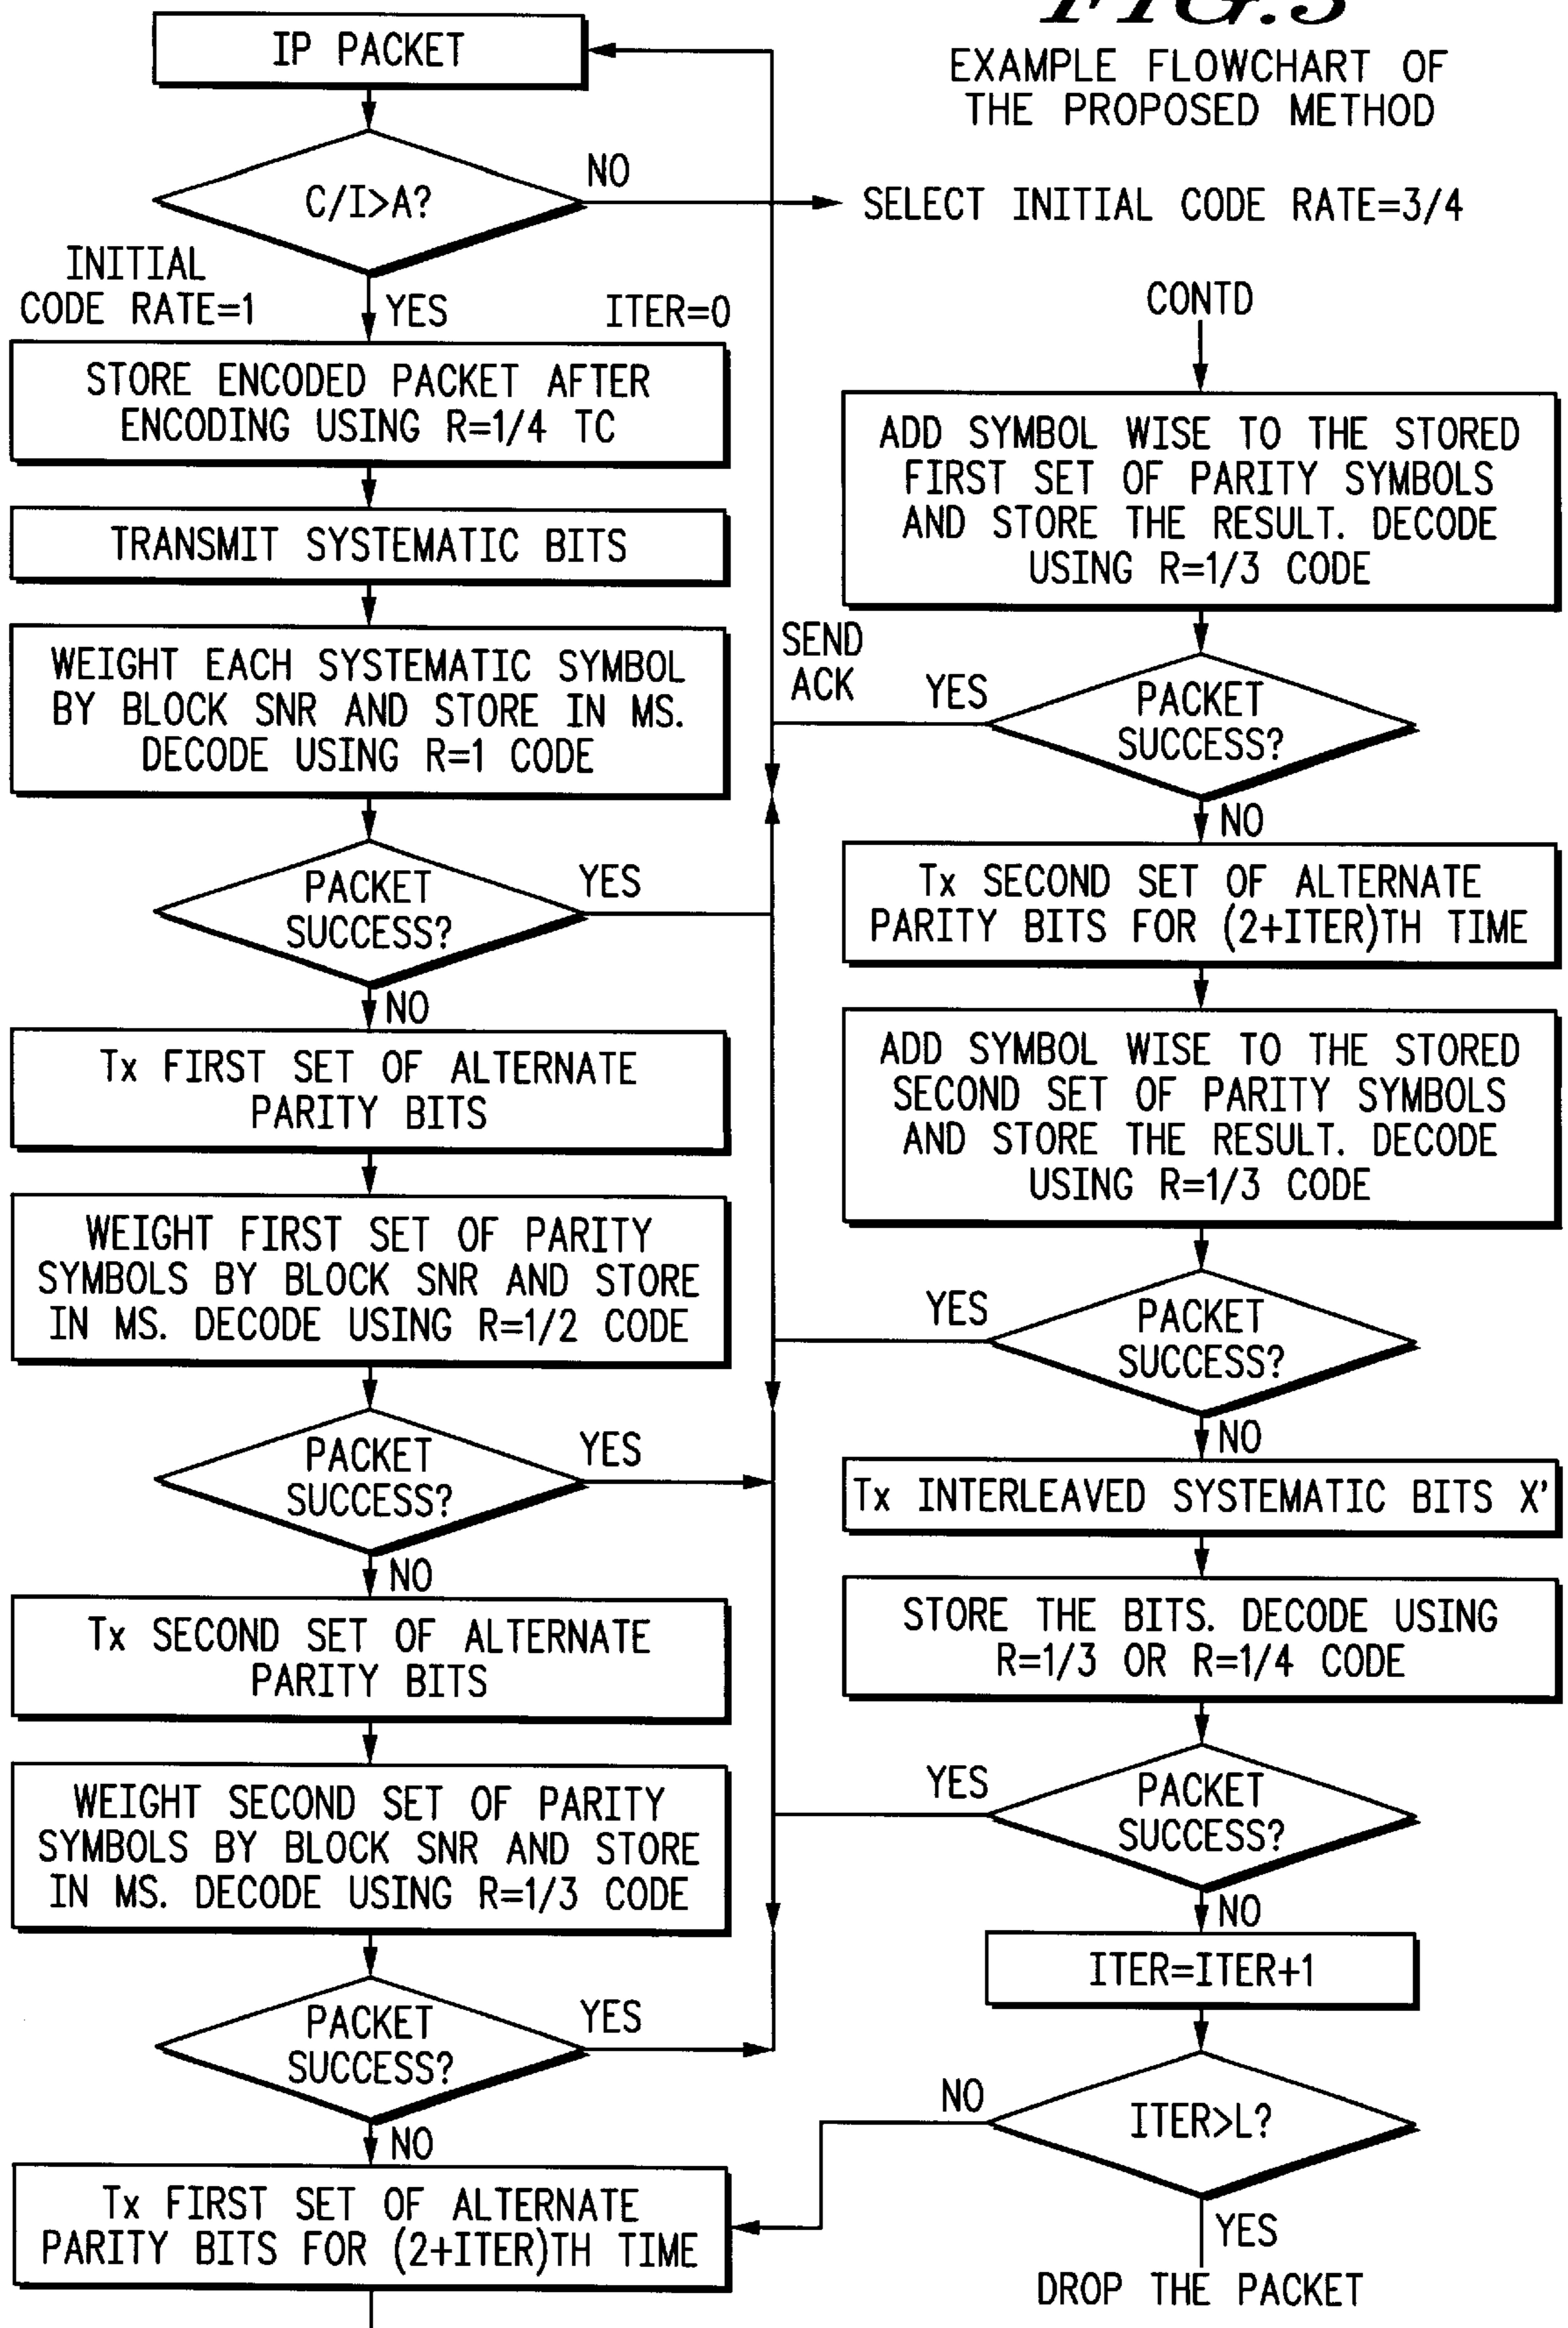 FIG.3
EXAMPLE FLOWCHART OF
THE PROPOSED METHOD
IP PACKET
C/I>A?
NO
SELECT INITIAL CODE RATE=3/4
INITIAL
CODE RATE=1
YES
ITER=0
STORE ENCODED PACKET AFTER
ENCODING USING R=1/4 TC
TRANSMIT SYSTEMATIC BITS
WEIGHT EACH SYSTEMATIC SYMBOL
BY BLOCK SNR AND STORE IN MS.
DECODE USING R=1 CODE
PACKET
SUCCESS?
YES
NO
Tx FIRST SET OF ALTERNATE
PARITY BITS
WEIGHT FIRST SET OF PARITY
SYMBOLS BY BLOCK SNR AND STORE
IN MS. DECODE USING R=1/2 CODE
PACKET
SUCCESS?
YES
NO
Tx SECOND SET OF ALTERNATE
PARITY BITS
WEIGHT SECOND SET OF PARITY
SYMBOLS BY BLOCK SNR AND STORE
IN MS. DECODE USING R=1/3 CODE
PACKET
SUCCESS?
YES
NO
Tx FIRST SET OF ALTERNATE
PARITY BITS FOR (2+ITER)TH TIME
CONTD
ADD SYMBOL WISE TO THE STORED
FIRST SET OF PARITY SYMBOLS
AND STORE THE RESULT. DECODE
USING R=1/3 CODE
SEND
ACK
YES
PACKET
SUCCESS?
NO
Tx SECOND SET OF ALTERNATE
PARITY BITS FOR (2+ITER)TH TIME
ADD SYMBOL WISE TO THE STORED
SECOND SET OF PARITY SYMBOLS
AND STORE THE RESULT. DECODE
USING R=1/3 CODE
YES
PACKET
SUCCESS?
NO
Tx INTERLEAVED SYSTEMATIC BITS X'
STORE THE BITS. DECODE USING
R=1/3 OR R=1/4 CODE
YES
PACKET
SUCCESS?
NO
ITER=ITER+1
NO
ITER>L?
YES
DROP THE PACKET